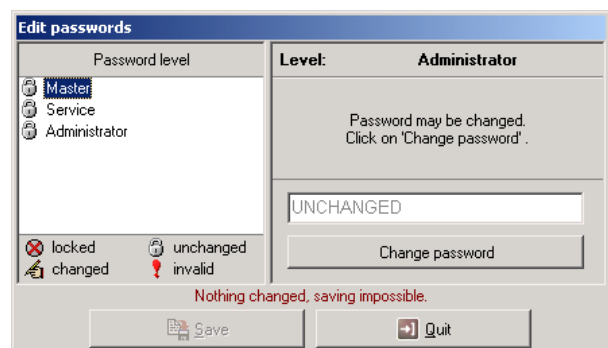 Edit passwords
Password level
Master
Service
Administrator
locked unchanged
changed invalid
Level: Administrator
Password may be changed.
Click on 'Change password' .
UNCHANGED
Change password
Nothing changed, saving impossible.
Save
Quit